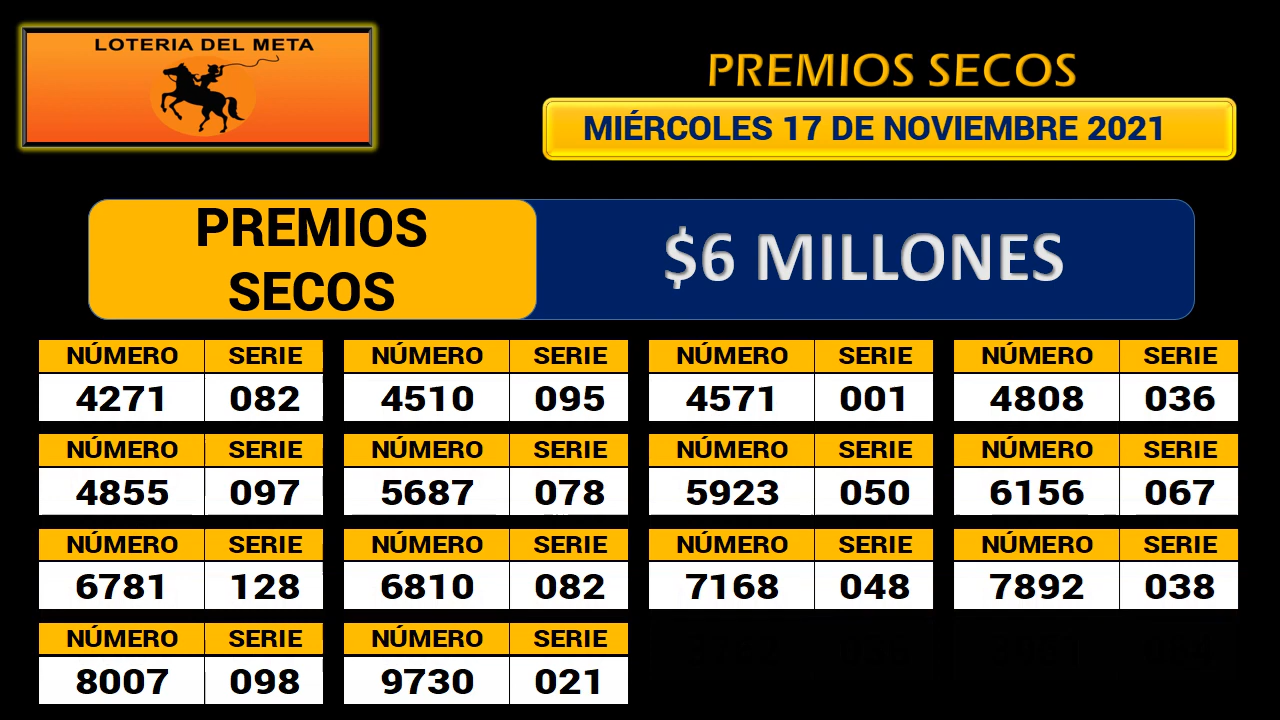 LOTERIA DEL META
PREMIOS SECOS
MIÉRCOLES 17 DE NOVIEMBRE 2021
PREMIOS
SECOS
$6 MILLONES
NÚMERO SERIE NÚMERO SERIE NÚMERO SERIE NÚMERO SERIE
4271 082 4510 095 4571 001 4808 036
NÚMERO SERIE NÚMERO SERIE NÚMERO SERIE NÚMERO SERIE
4855 097 5687 078 5923 050 6156 067
NÚMERO SERIE NÚMERO SERIE NÚMERO SERIE NÚMERO SERIE
6781 128 6810 082 7168 048 7892 038
NÚMERO SERIE NÚMERO SERIE
8007 098 9730 021